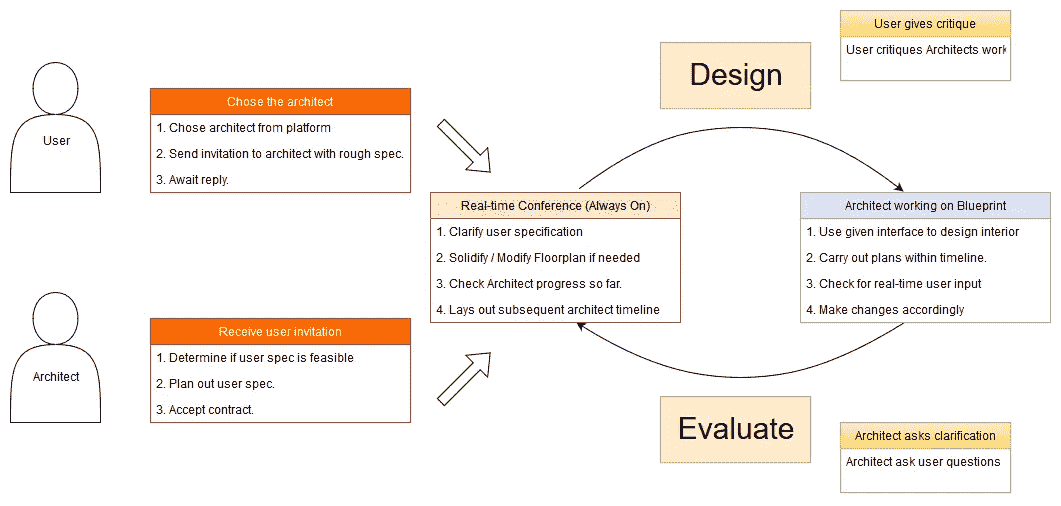 User
Chose the architect
1. Chose architect from platform
2. Send invitation to architect with rough spec.
3. Await reply.
Architect
Receive user invitation
1. Determine if user spec is feasible
2. Plan out user spec.
3. Accept contract.
Real-time Conference (Always On)
1. Clarify user specification
2. Solidify / Modify Floorplan if needed
3. Check Architect progress so far.
4. Lays out subsequent architect timeline
Design
User gives critique
User critiques Architects work
Architect working on Blueprint
1. Use given interface to design interior
2. Carry out plans within timeline.
3. Check for real-time user input
4. Make changes accordingly
Evaluate
Architect asks clarification
Architect ask user questions